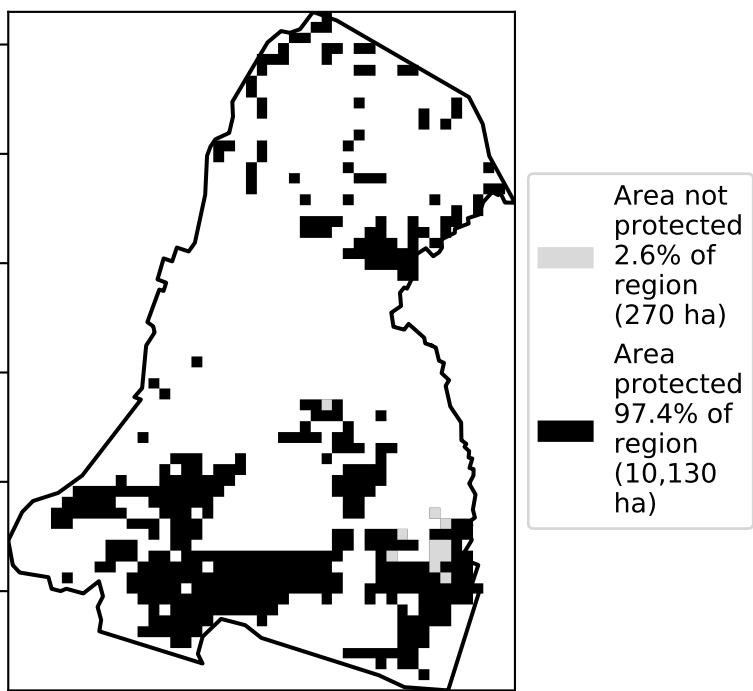 Area not
protected
2.6% of
region
(270 ha)
Area
protected
97.4% of
region
(10,130
ha)